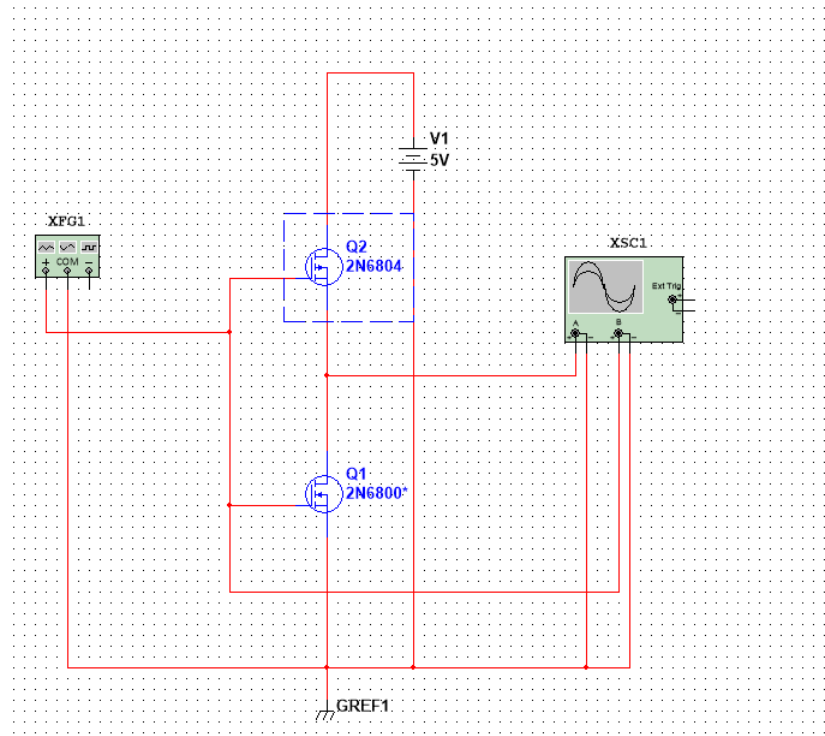 V1
5V
XFG1
+ COM −
Q2
2N6804
XSC1
Ext Trig
+
−
A
B
+ − + −
Q1
2N6800*
GREF1